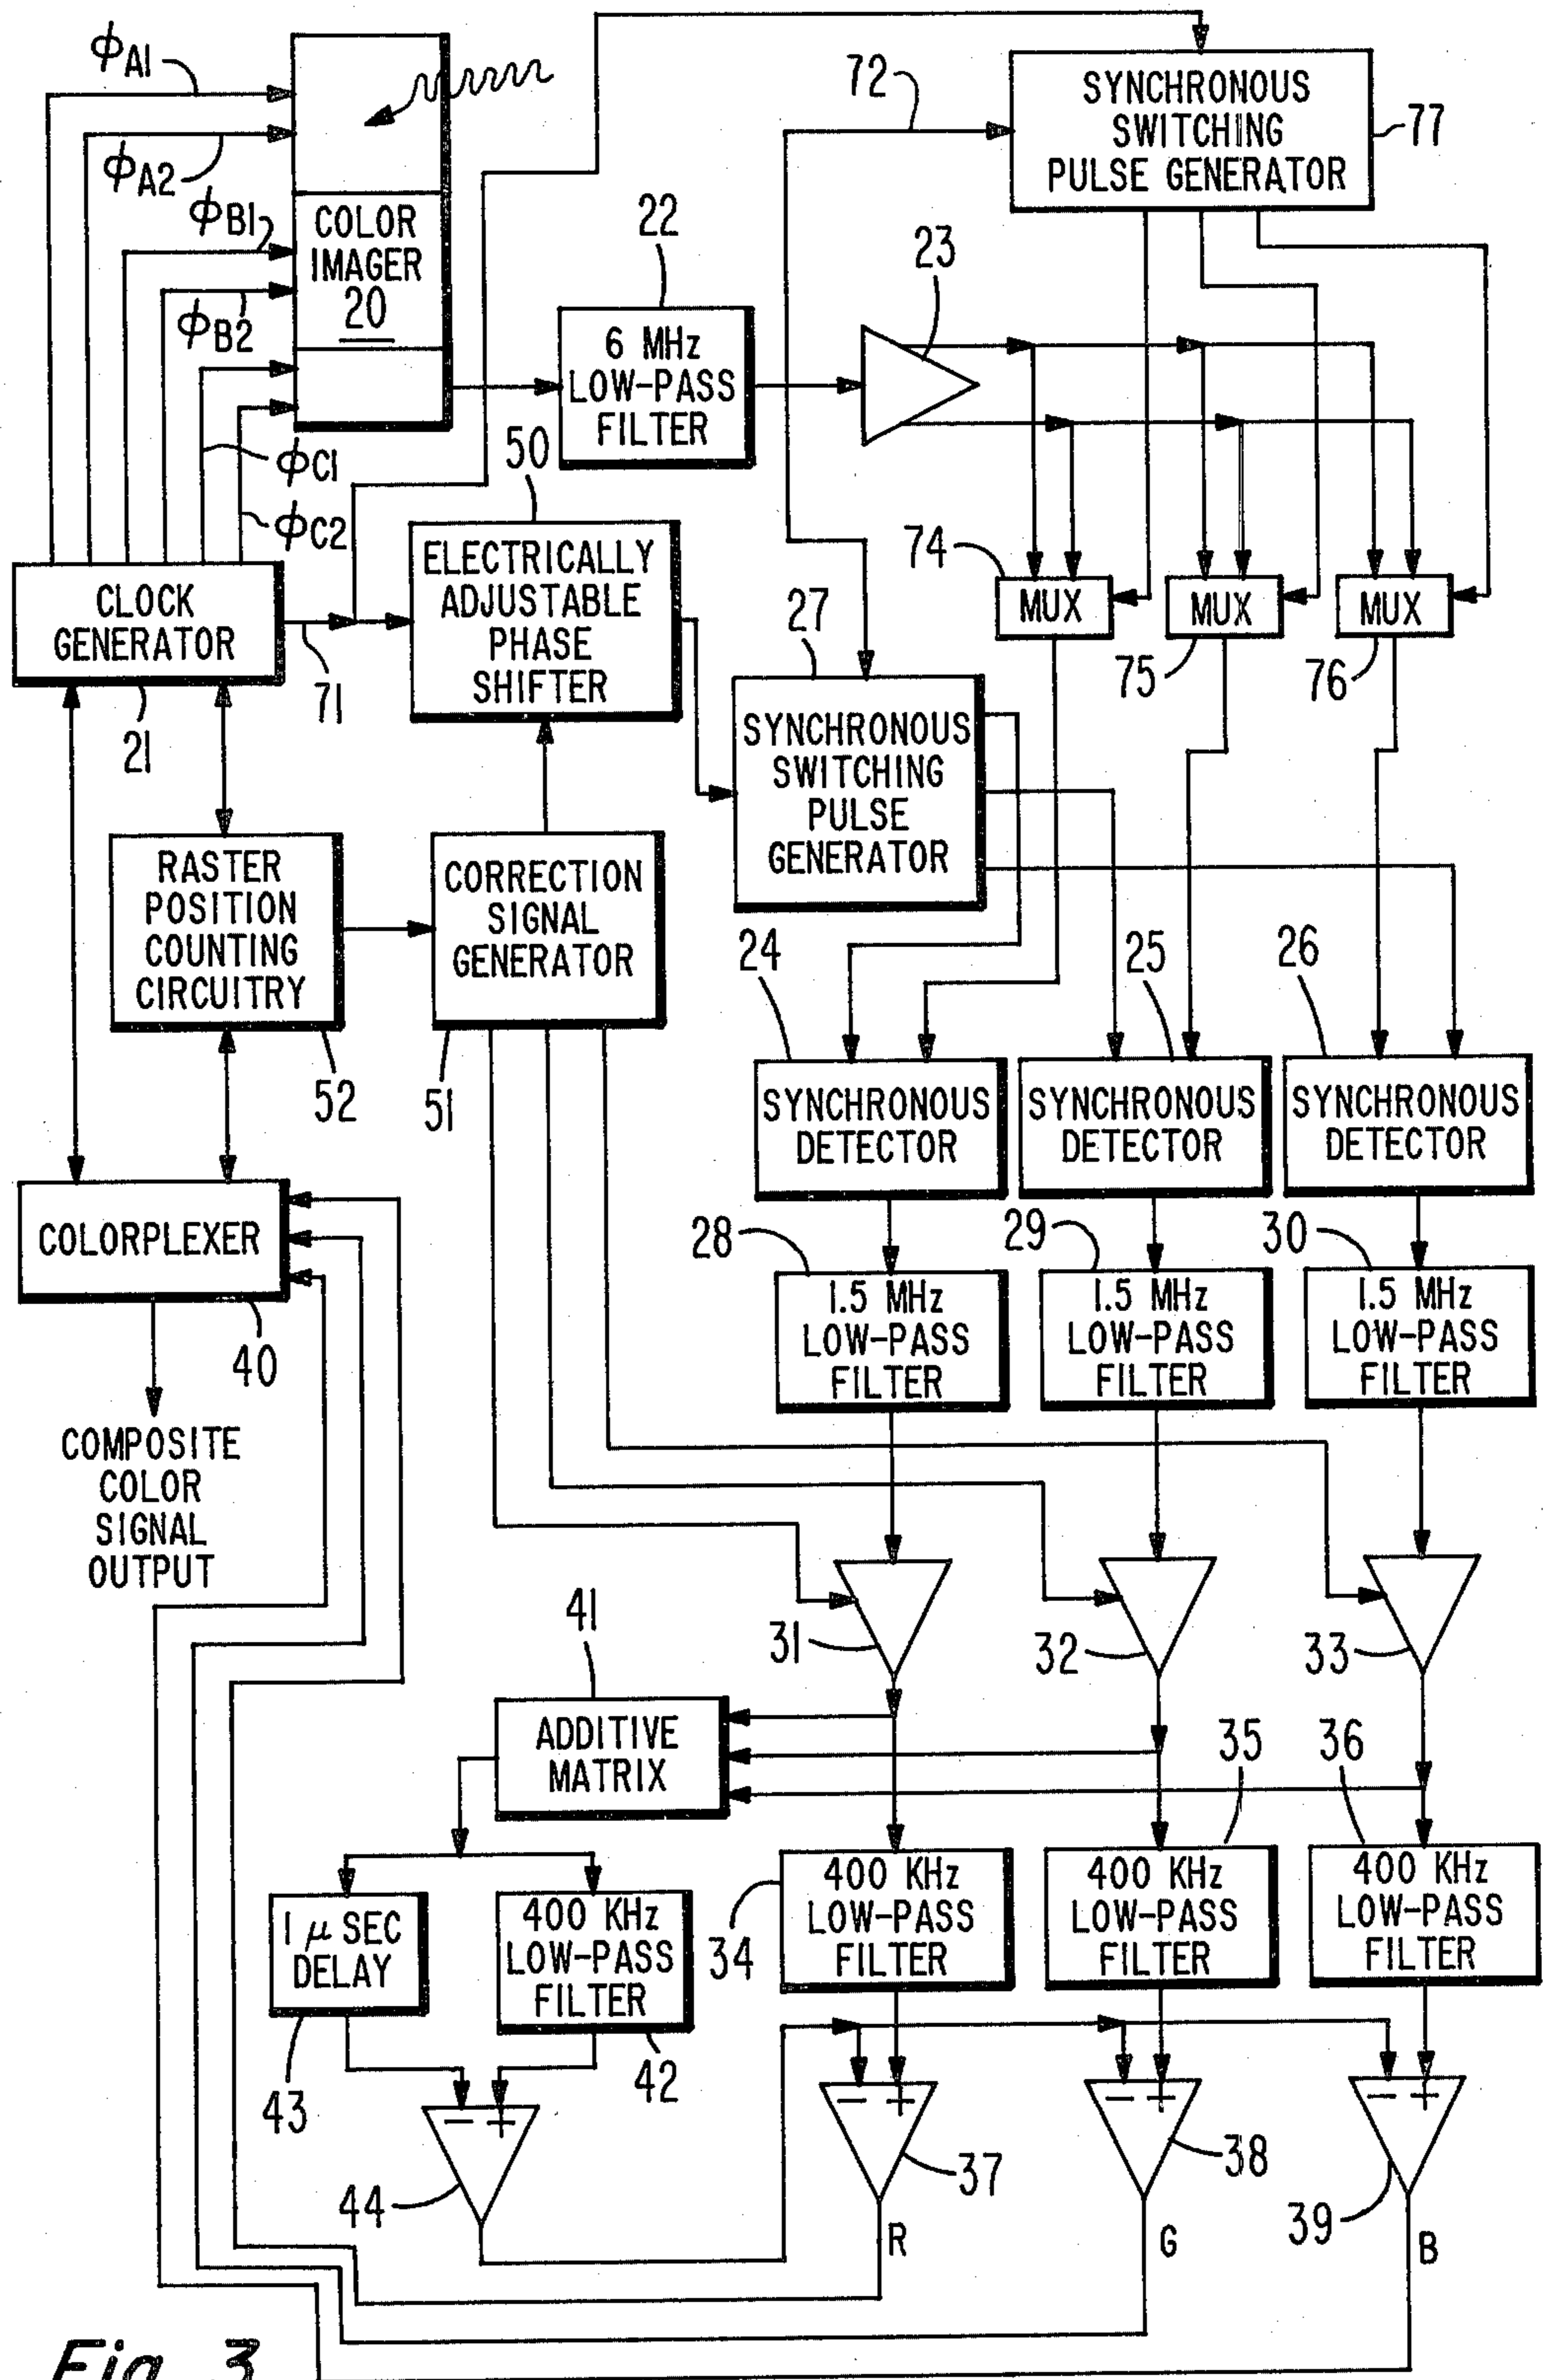 ϕA1
ϕA2
ϕB1
ϕB2
ϕC1
ϕC2
COLOR
IMAGER
20
72
SYNCHRONOUS
SWITCHING
PULSE GENERATOR
77
22
6 MHz
LOW-PASS
FILTER
23
50
ELECTRICALLY
ADJUSTABLE
PHASE
SHIFTER
CLOCK
GENERATOR
21
71
74
MUX
75
MUX
76
MUX
27
SYNCHRONOUS
SWITCHING
PULSE
GENERATOR
RASTER
POSITION
COUNTING
CIRCUITRY
52
CORRECTION
SIGNAL
GENERATOR
51
24
SYNCHRONOUS
DETECTOR
25
SYNCHRONOUS
DETECTOR
26
SYNCHRONOUS
DETECTOR
COLORPLEXER
40
COMPOSITE
COLOR
SIGNAL
OUTPUT
28
1.5 MHz
LOW-PASS
FILTER
29
1.5 MHz
LOW-PASS
FILTER
30
1.5 MHz
LOW-PASS
FILTER
31
32
33
41
ADDITIVE
MATRIX
34
400 KHz
LOW-PASS
FILTER
35
400 KHz
LOW-PASS
FILTER
36
400 KHz
LOW-PASS
FILTER
1 μ SEC
DELAY
43
400 KHz
LOW-PASS
FILTER
42
− +
44
− +
37
− +
38
− +
39
R
G
B
Fig. 3